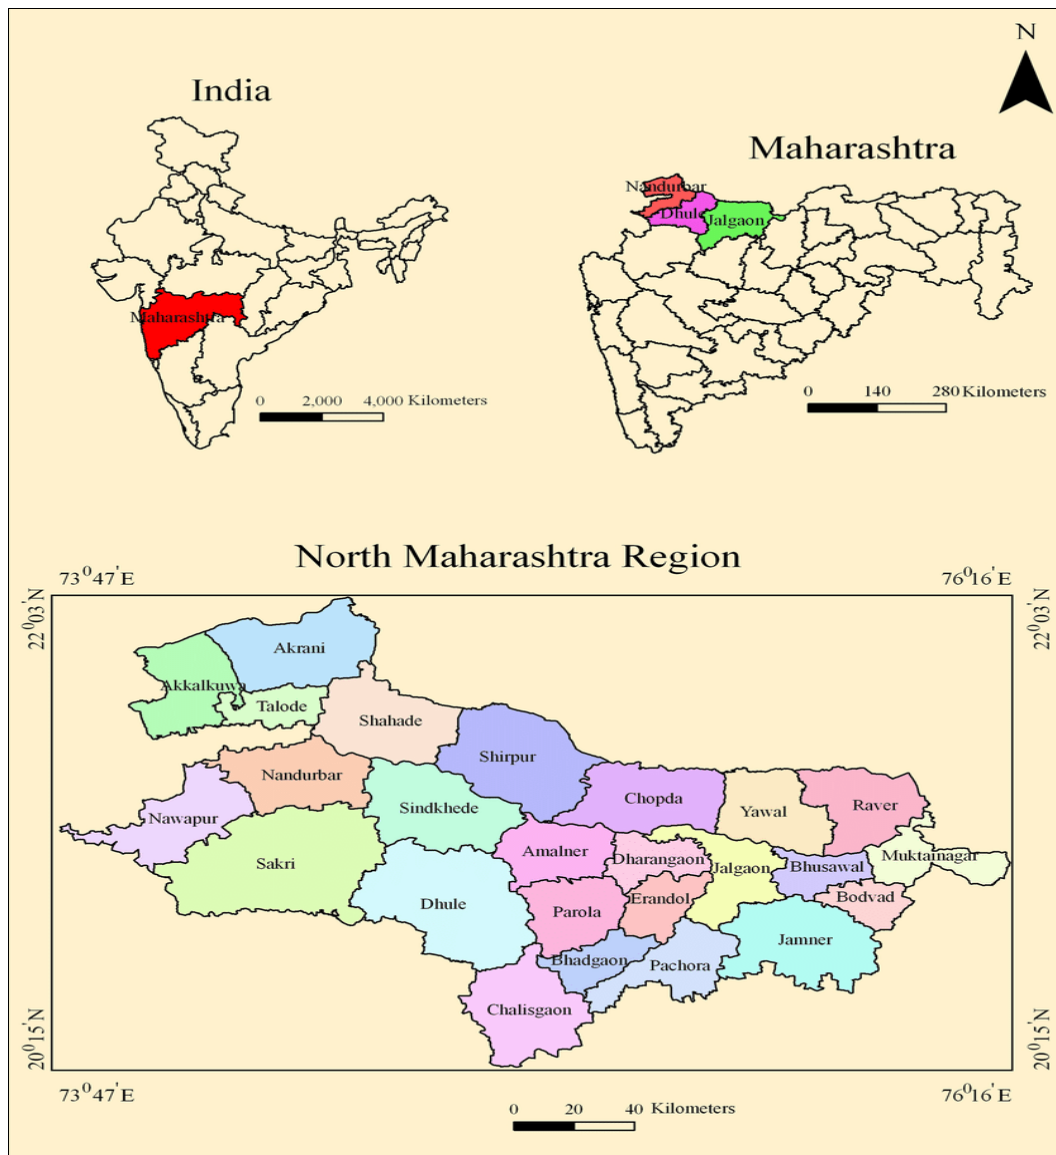 N
India
Maharashtra
Nandurbar
Dhule
Jalgaon
Maharashtra
0 2,000 4,000 Kilometers
0 140 280 Kilometers
North Maharashtra Region
73⁰47'E
76⁰16'E
22⁰03'N
22⁰03'N
Akrani
Akkalkuwa
Talode
Shahade
Shirpur
Nandurbar
Sindkhede
Chopda
Yawal
Raver
Nawapur
Sakri
Amalner
Dharangaon
Jalgaon
Bhusawal
Muktainagar
Dhule
Parola
Erandol
Bodvad
Bhadgaon
Pachora
Jamner
Chalisgaon
20⁰15'N
20⁰15'N
73⁰47'E
76⁰16'E
0 20 40 Kilometers